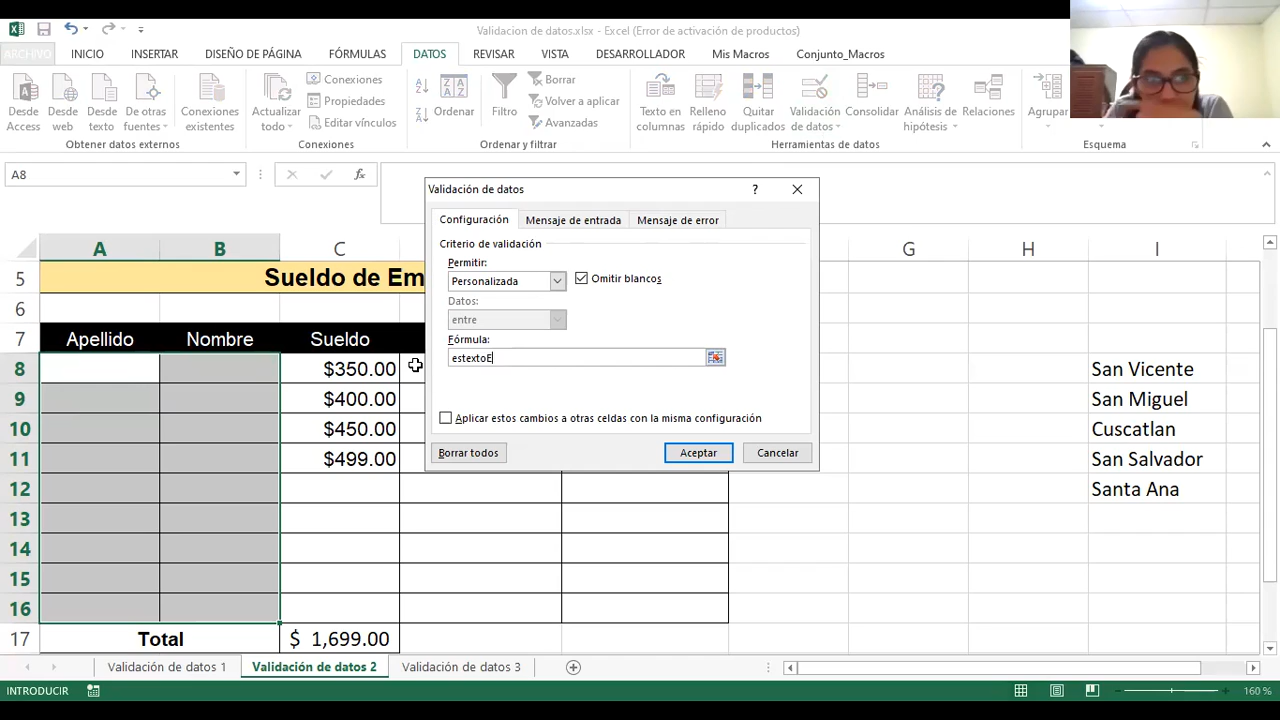 Validacion de datos.xlsx - Excel (Error de activación de productos)
ARCHIVO INICIO INSERTAR DISEÑO DE PÁGINA FÓRMULAS DATOS REVISAR VISTA DESARROLLADOR Mis Macros Conjunto_Macros
Desde Access
Desde web
Desde texto
De otras fuentes
Conexiones existentes
Actualizar todo
Conexiones
Propiedades
Editar vínculos
Ordenar
Filtro
Borrar
Volver a aplicar
Avanzadas
Texto en columnas
Relleno rápido
Quitar duplicados
Validación de datos
Consolidar
Análisis de hipótesis
Relaciones
Agrupar
Obtener datos externos Conexiones Ordenar y filtrar Herramientas de datos Esquema
A8 fx
Validación de datos ?
Configuración Mensaje de entrada Mensaje de error
Criterio de validación
Permitir:
Personalizada Omitir blancos
Datos:
entre
Fórmula:
estextoE
Aplicar estos cambios a otras celdas con la misma configuración
Borrar todos Aceptar Cancelar
A B C G H I
5 Sueldo de Em
6
7 Apellido Nombre Sueldo
8 $350.00 San Vicente
9 $400.00 San Miguel
10 $450.00 Cuscatlan
11 $499.00 San Salvador
12 Santa Ana
13
14
15
16
17 Total $ 1,699.00
Validación de datos 1 Validación de datos 2 Validación de datos 3
INTRODUCIR 160 %